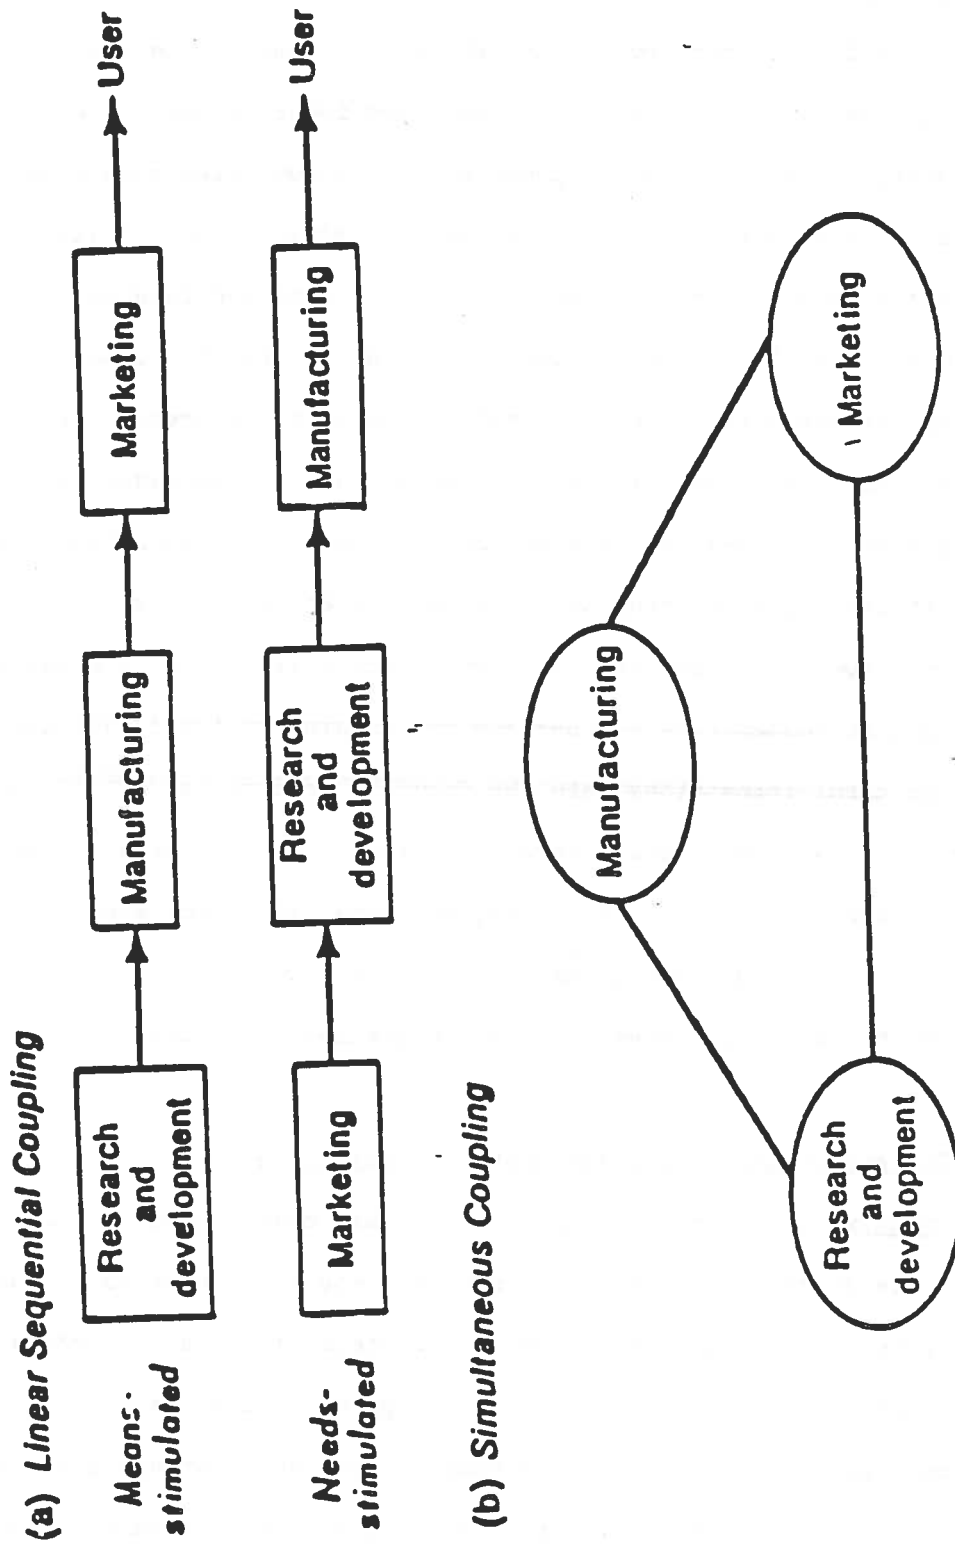 (a) Linear Sequential Coupling
Means-
stimulated
Research
and
development
Manufacturing
Marketing
User
Needs-
stimulated
Marketing
Research
and
development
Manufacturing
User
(b) Simultaneous Coupling
Manufacturing
Research
and
development
Marketing